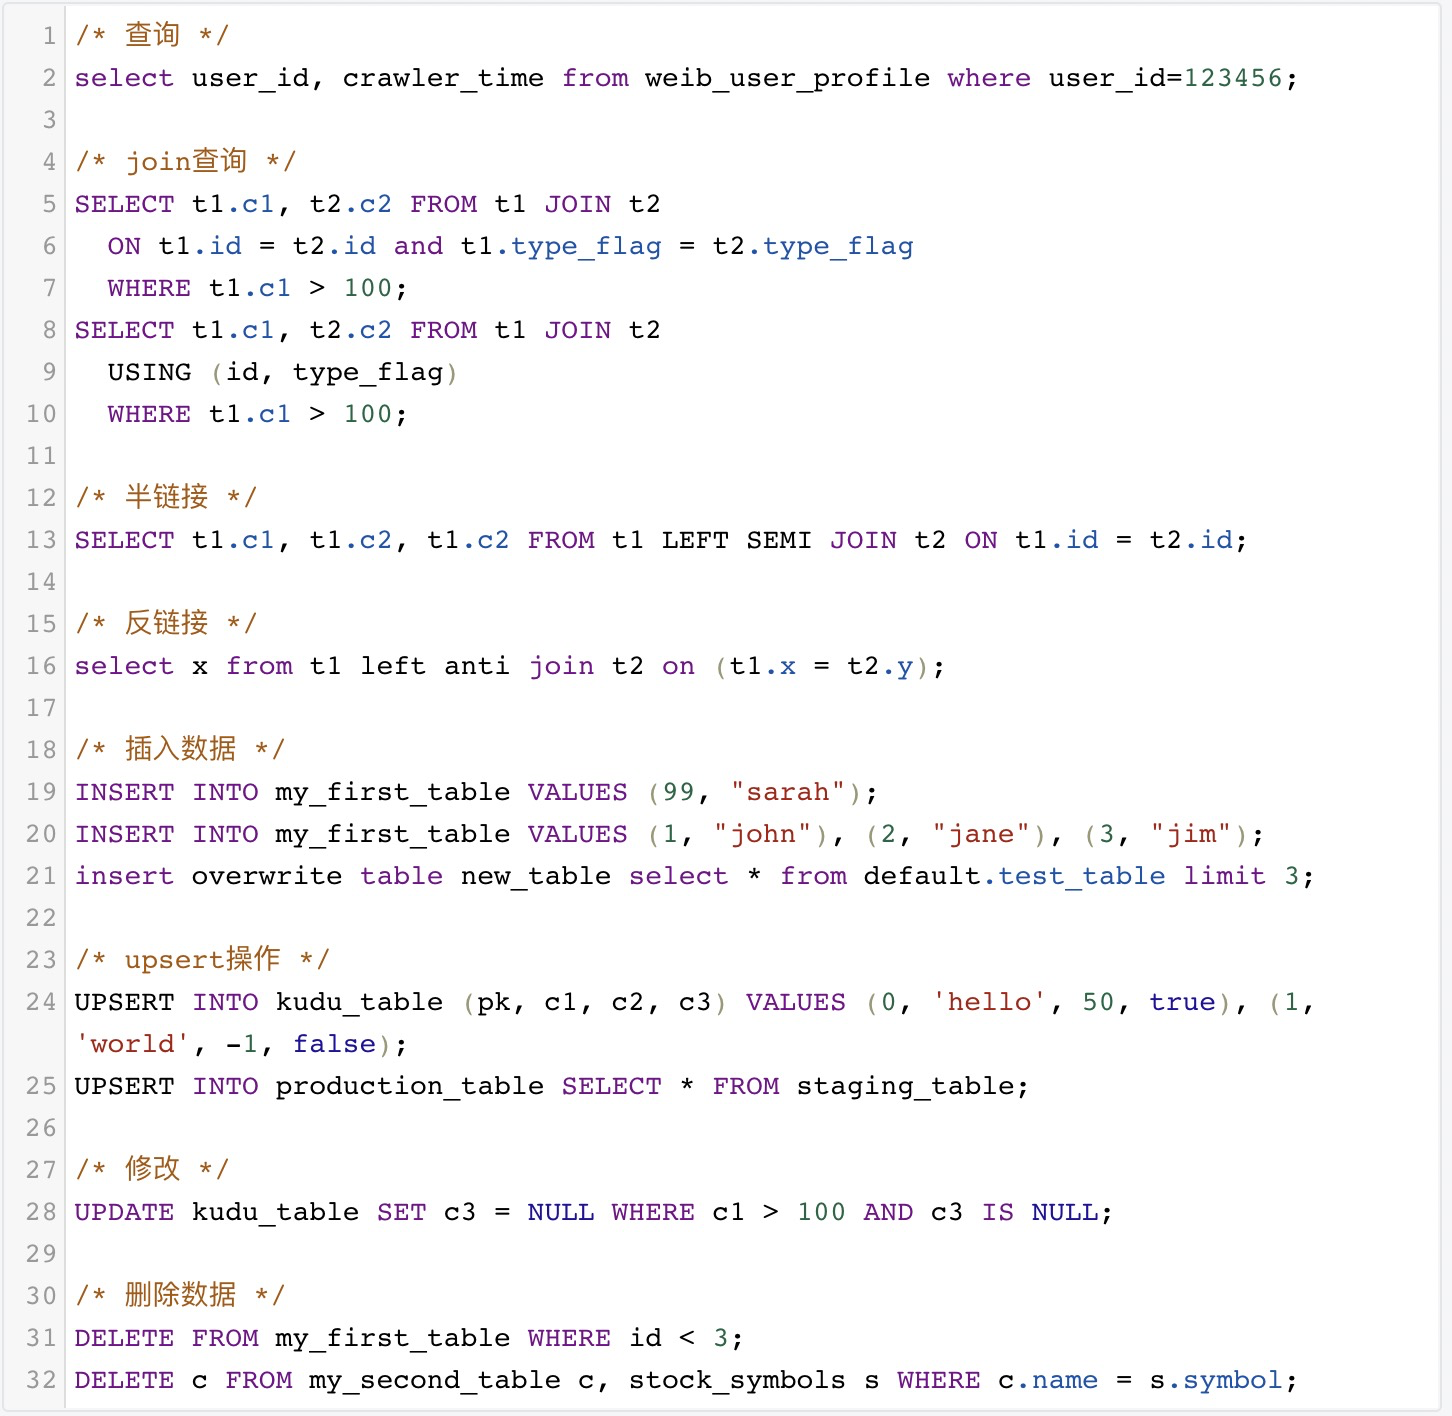 1 /* 查询 */
2 select user_id, crawler_time from weib_user_profile where user_id=123456;
3
4 /* join查询 */
5 SELECT t1.c1, t2.c2 FROM t1 JOIN t2
6   ON t1.id = t2.id and t1.type_flag = t2.type_flag
7   WHERE t1.c1 > 100;
8 SELECT t1.c1, t2.c2 FROM t1 JOIN t2
9   USING (id, type_flag)
10   WHERE t1.c1 > 100;
11
12 /* 半链接 */
13 SELECT t1.c1, t1.c2, t1.c2 FROM t1 LEFT SEMI JOIN t2 ON t1.id = t2.id;
14
15 /* 反链接 */
16 select x from t1 left anti join t2 on (t1.x = t2.y);
17
18 /* 插入数据 */
19 INSERT INTO my_first_table VALUES (99, "sarah");
20 INSERT INTO my_first_table VALUES (1, "john"), (2, "jane"), (3, "jim");
21 insert overwrite table new_table select * from default.test_table limit 3;
22
23 /* upsert操作 */
24 UPSERT INTO kudu_table (pk, c1, c2, c3) VALUES (0, 'hello', 50, true), (1,
'world', -1, false);
25 UPSERT INTO production_table SELECT * FROM staging_table;
26
27 /* 修改 */
28 UPDATE kudu_table SET c3 = NULL WHERE c1 > 100 AND c3 IS NULL;
29
30 /* 删除数据 */
31 DELETE FROM my_first_table WHERE id < 3;
32 DELETE c FROM my_second_table c, stock_symbols s WHERE c.name = s.symbol;